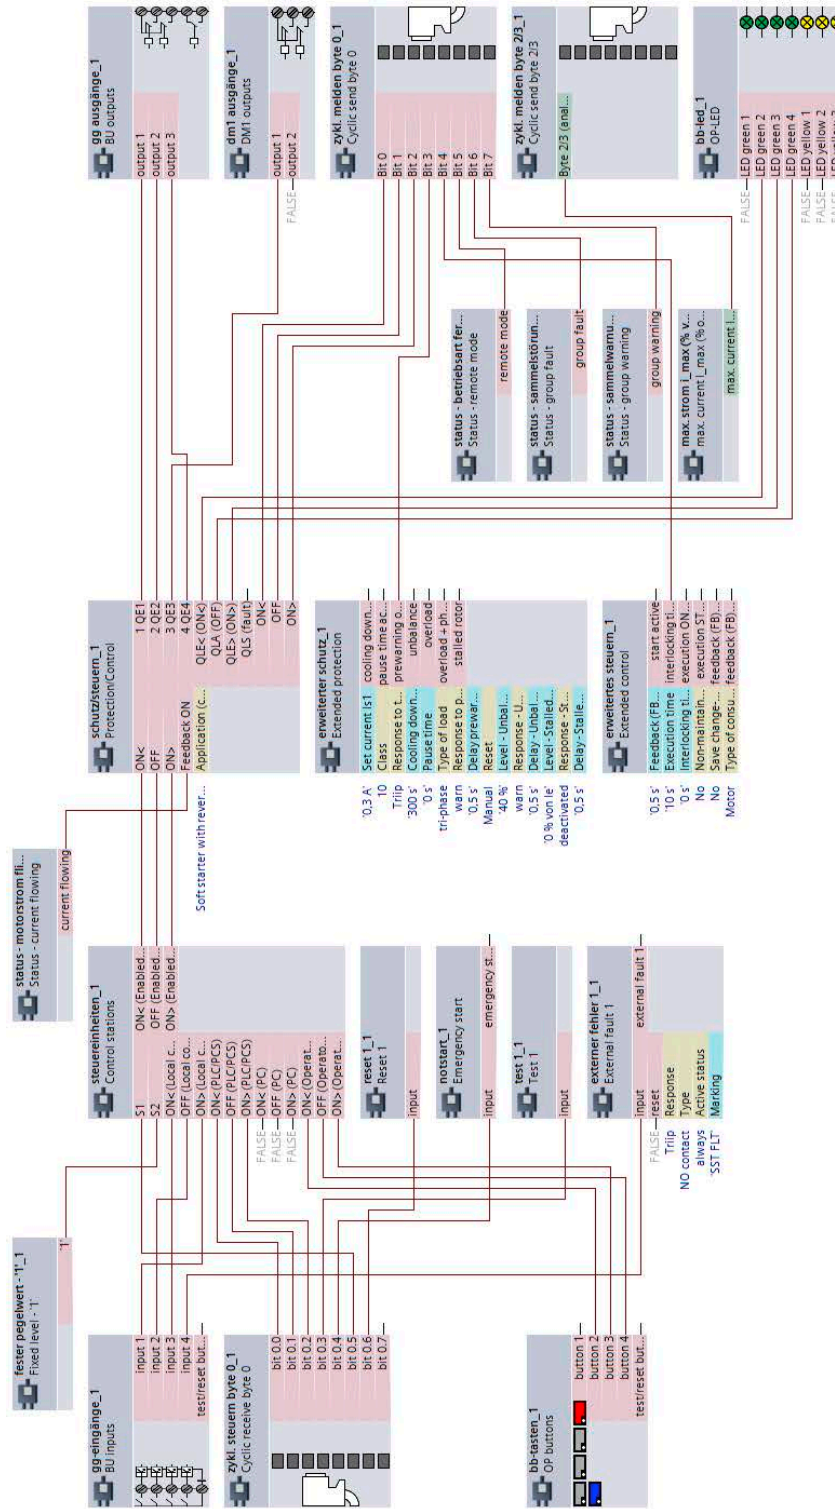 fester pegelwert - '1'_1
Fixed level - '1'
'1'
gg-eingänge_1
BU inputs
input 1
input 2
input 3
input 4
test/reset but...
zykl. steuern byte 0_1
Cyclic receive byte 0
bit 0.0
bit 0.1
bit 0.2
bit 0.3
bit 0.4
bit 0.5
bit 0.6
bit 0.7
bb-tasten_1
OP buttons
button 1
button 2
button 3
button 4
test/reset but...
status - motorstrom fli...
Status - current flowing
current flowing
steuereinheiten_1
Control stations
S1
S2
ON< (Local c...
OFF (Local co...
ON> (Local c...
ON< (PLC/PCS)
OFF (PLC/PCS)
ON> (PLC/PCS)
FALSE ON< (PC)
FALSE OFF (PC)
FALSE ON> (PC)
ON< (Operat...
OFF (Operato...
ON> (Operat...
ON< (Enabled...
OFF (Enabled...
ON> (Enabled...
reset 1_1
Reset 1
input
notstart_1
Emergency start
input
emergency st...
test 1_1
Test 1
input
externer fehler 1_1
External fault 1
input
external fault 1
FALSE reset
Triip Response
NO contact Type
always Active status
'SST FLT' Marking
schutz/steuern_1
Protection/Control
ON<
OFF
ON>
Feedback ON
Soft starter with rever... Application (c...
1 QE1
2 QE2
3 QE3
4 QE4
QLE< (ON<)
QLA (OFF)
QLE> (ON>)
QLS (fault)
ON<
OFF
ON>
erweiterter schutz_1
Extended protection
'0,3 A' Set current Is1
10 Class
Triip Response to t...
'300 s' Cooling down...
'0 s' Pause time
tri-phase Type of load
warn Response to p...
'0,5 s' Delay prewar...
Manual Reset
'40 %' Level - Unbal...
warn Response - U...
'0,5 s' Delay - Unbal...
'0 % von Ie' Level - Stalled...
deactivated Response - St...
'0,5 s' Delay - Stalle...
cooling down...
pause time ac...
prewarning o...
unbalance
overload
overload + ph...
stalled rotor
erweitertes steuern_1
Extended control
'0,5 s' Feedback (FB...
'10 s' Execution time
'0 s' Interlocking ti...
No Non-maintain...
No Save change-...
Motor Type of consu...
start active
interlocking ti...
execution ON...
execution ST...
feedback (FB)...
feedback (FB)...
status - betriebsart fer...
Status - remote mode
remote mode
status - sammelstörun...
Status - group fault
group fault
status - sammelwarnu...
Status - group warning
group warning
max. strom i_max (% v...
max. current I_max (% o...
max. current I...
gg ausgänge_1
BU outputs
output 1
output 2
output 3
dm1 ausgänge_1
DM1 outputs
output 1
FALSE output 2
zykl. melden byte 0_1
Cyclic send byte 0
Bit 0
Bit 1
Bit 2
Bit 3
Bit 4
Bit 5
Bit 6
Bit 7
zykl. melden byte 2/3_1
Cyclic send byte 2/3
Byte 2/3 (anal...
bb-led_1
OP-LED
FALSE LED green 1
LED green 2
LED green 3
LED green 4
FALSE LED yellow 1
FALSE LED yellow 2